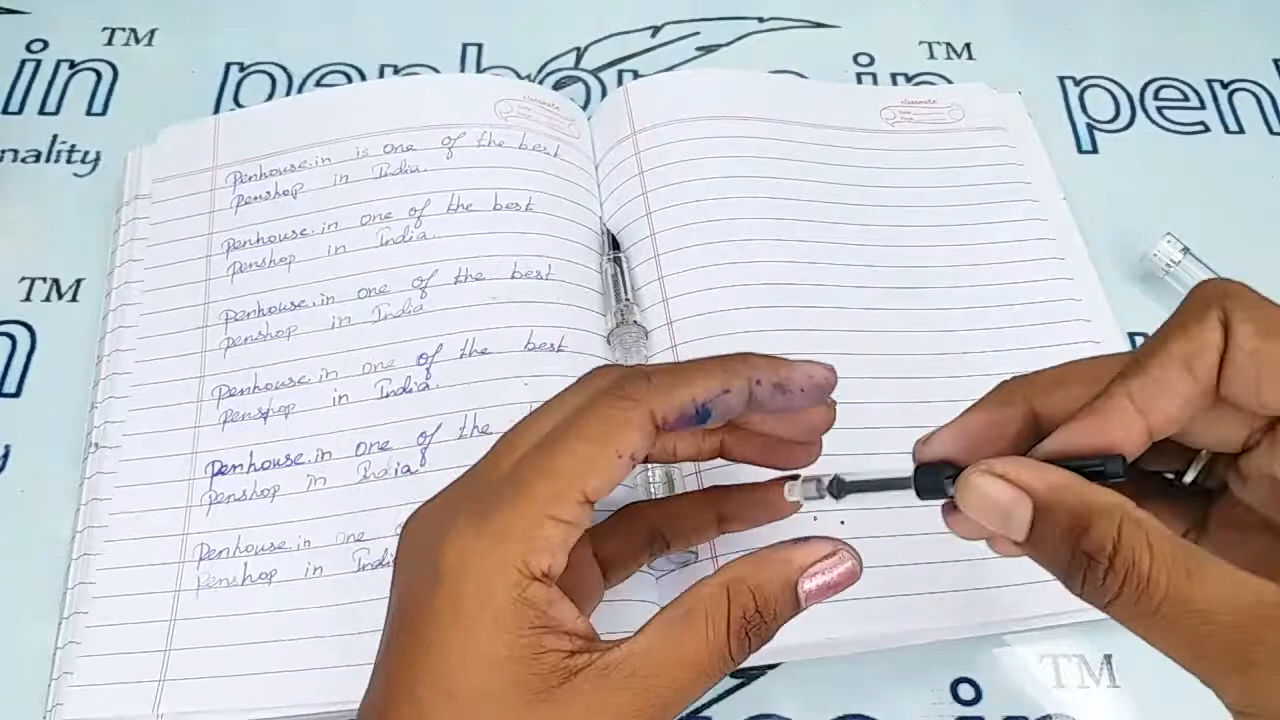 in TM
penhouse.in TM
pen
nality
TM
classmate
classmate
Penhouse.in is one of the best
Penshop in India.
Penhouse.in one of the best
Penshop in India.
Penhouse.in one of the best
Penshop in India
Penhouse.in one of the best
Penshop in India.
Penhouse.in one of the
Penshop in India
Penhouse.in one
Penshop in Indi
TM